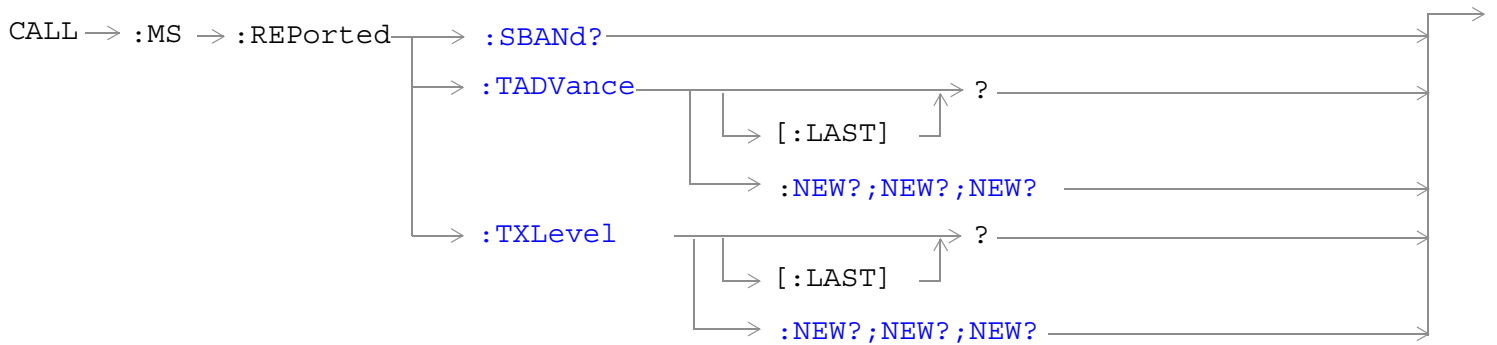 CALL :MS :REPorted :SBANd?
:TADVance ?
[:LAST]
:NEW?;NEW?;NEW?
:TXLevel ?
[:LAST]
:NEW?;NEW?;NEW?